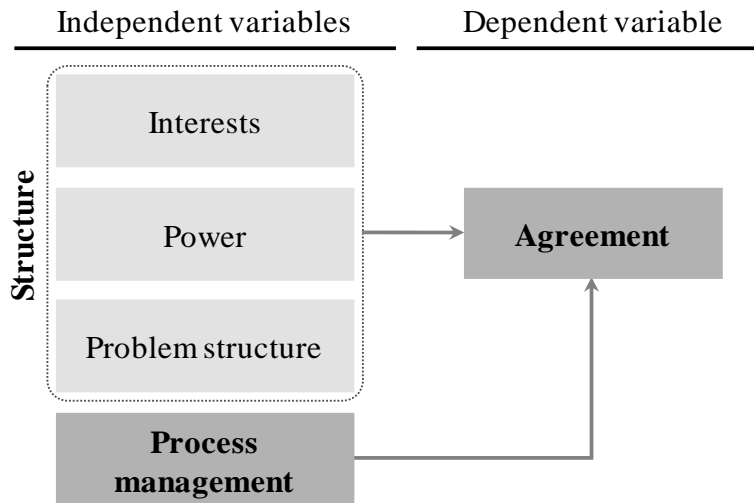 Independent variables
Dependent variable
Structure
Interests
Power
Problem structure
Process
management
Agreement